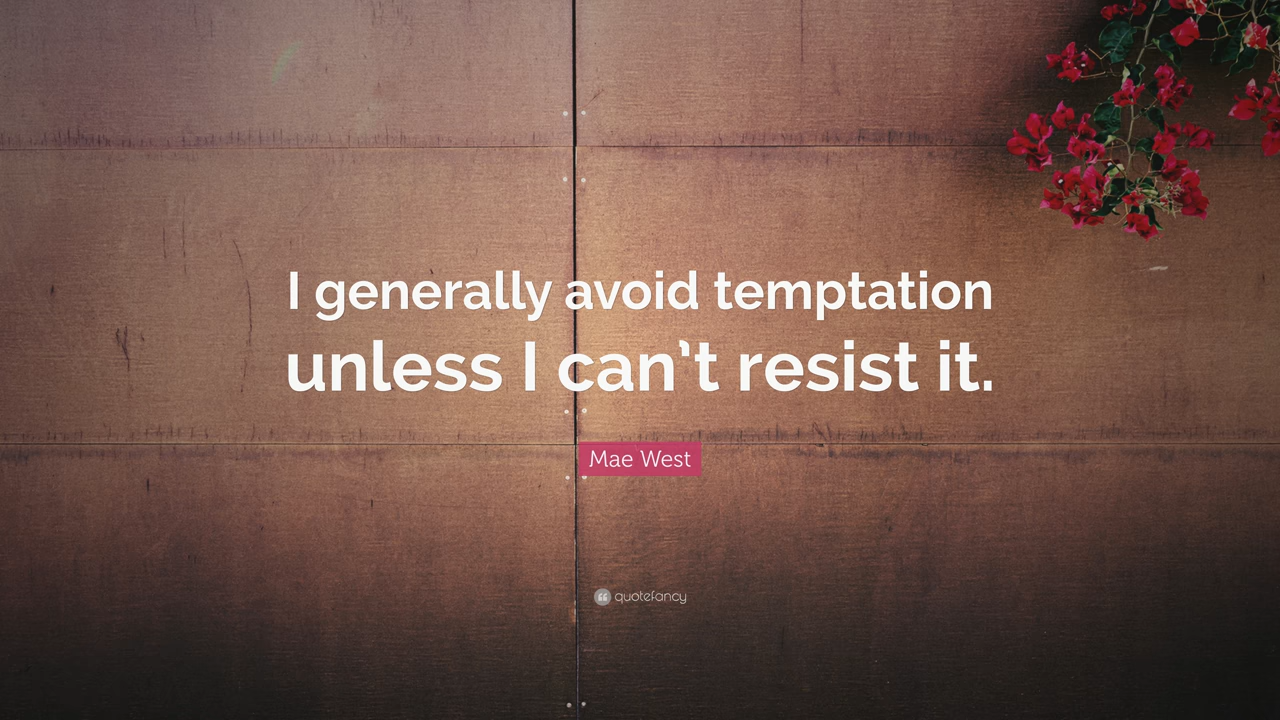 I generally avoid temptation
unless I can’t resist it.
Mae West
quotefancy